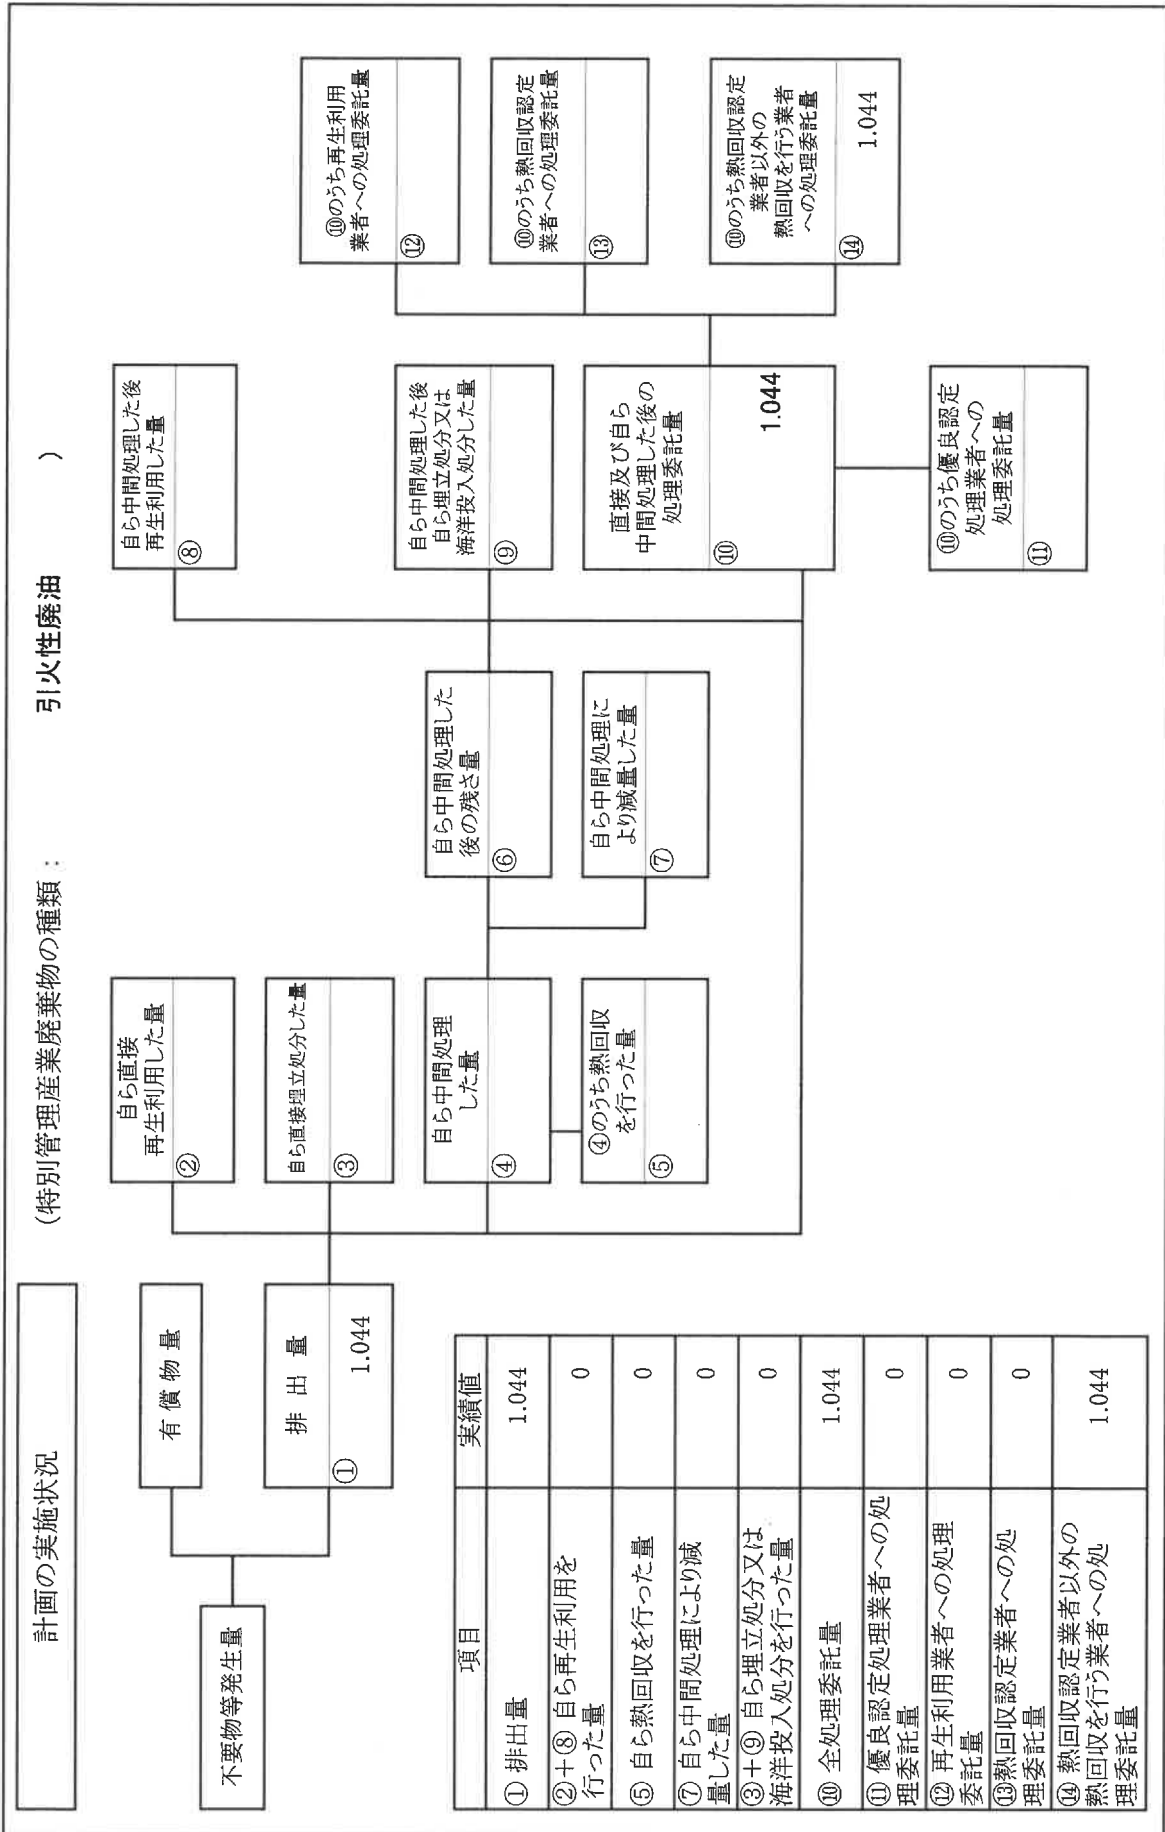 計画の実施状況
(特別管理産業廃棄物の種類:
引火性廃油
)
不要物等発生量
有償物量
排出量
①
1.044
自ら直接
再生利用した量
②
自ら直接埋立処分した量
③
自ら中間処理
した量
④
④のうち熱回収
を行った量
⑤
自ら中間処理した
後の残さ量
⑥
自ら中間処理に
より減量した量
⑦
自ら中間処理した後
再生利用した量
⑧
自ら中間処理した後
自ら埋立処分又は
海洋投入処分した量
⑨
直接及び自ら
中間処理した後の
処理委託量
⑩
1.044
⑩のうち優良認定
処理業者への
処理委託量
⑪
⑩のうち再生利用
業者への処理委託量
⑫
⑩のうち熱回収認定
業者への処理委託量
⑬
⑩のうち熱回収認定
業者以外の
熱回収を行う業者
への処理委託量
⑭
1.044
項目
実績値
① 排出量
1.044
②+⑧ 自ら再生利用を
行った量
0
⑤ 自ら熱回収を行った量
0
⑦ 自ら中間処理により減
量した量
0
③+⑨ 自ら埋立処分又は
海洋投入処分を行った量
0
⑩ 全処理委託量
1.044
⑪ 優良認定処理業者への処
理委託量
0
⑫ 再生利用業者への処理
委託量
0
⑬熱回収認定業者への処
理委託量
0
⑭ 熱回収認定業者以外の
熱回収を行う業者への処
理委託量
1.044